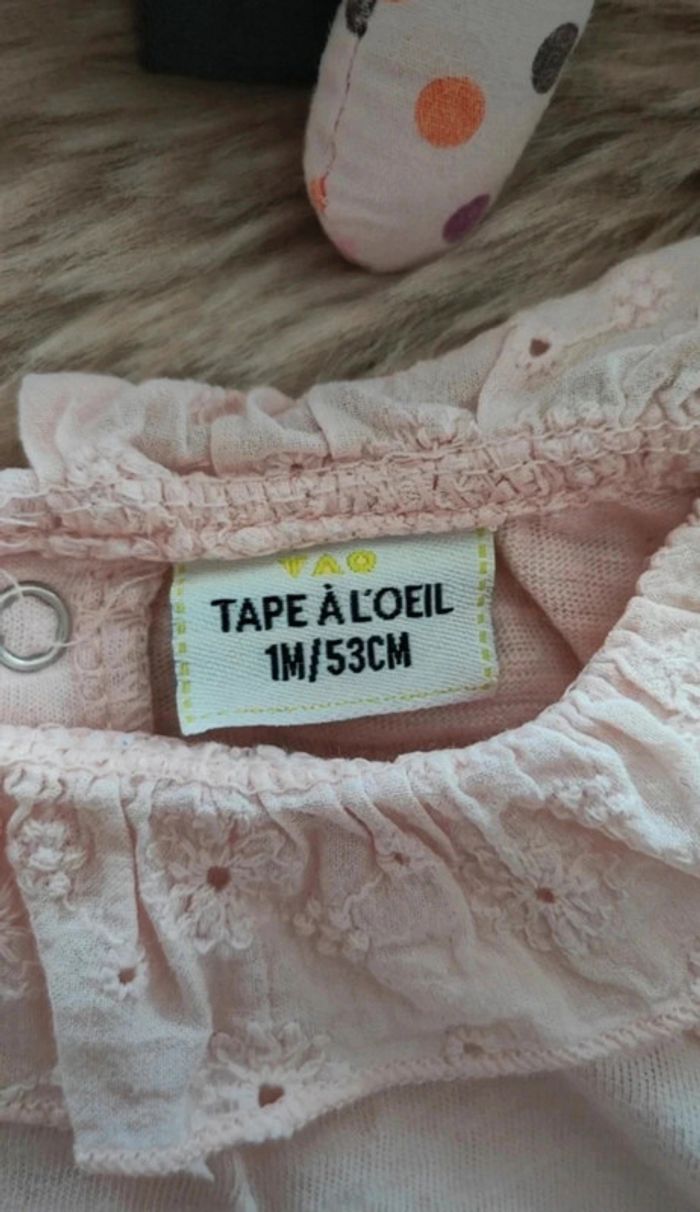 TAO
TAPE À L'OEIL
1M/53CM